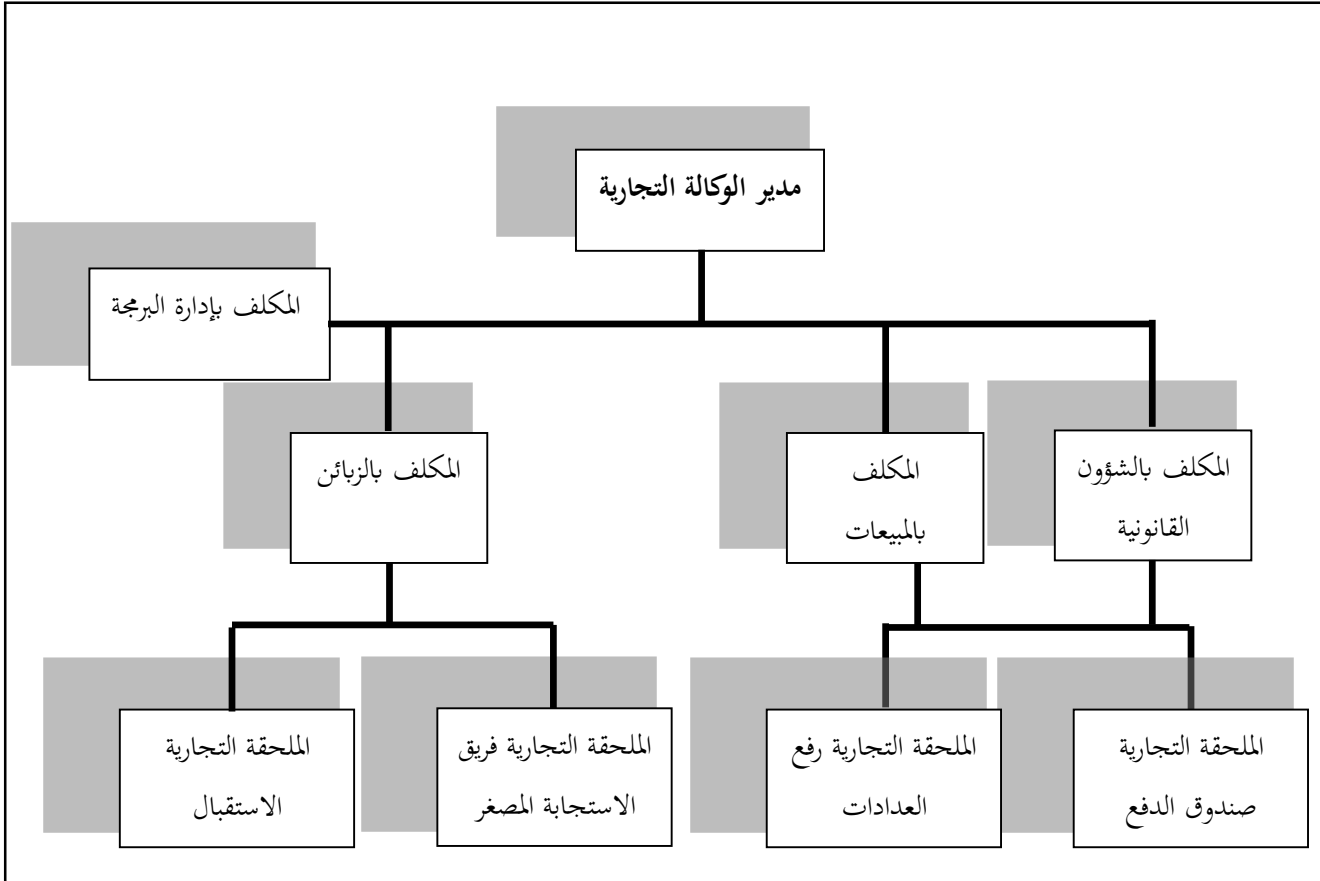 مدير الوكالة التجارية
المكلف بإدارة البرمجة
المكلف بالشؤون
القانونية
المكلف
بالمبيعات
المكلف بالزبائن
الملحقة التجارية
صندوق الدفع
الملحقة التجارية رفع
العدادات
الملحقة التجارية فريق
الاستجابة المصغر
الملحقة التجارية
الاستقبال